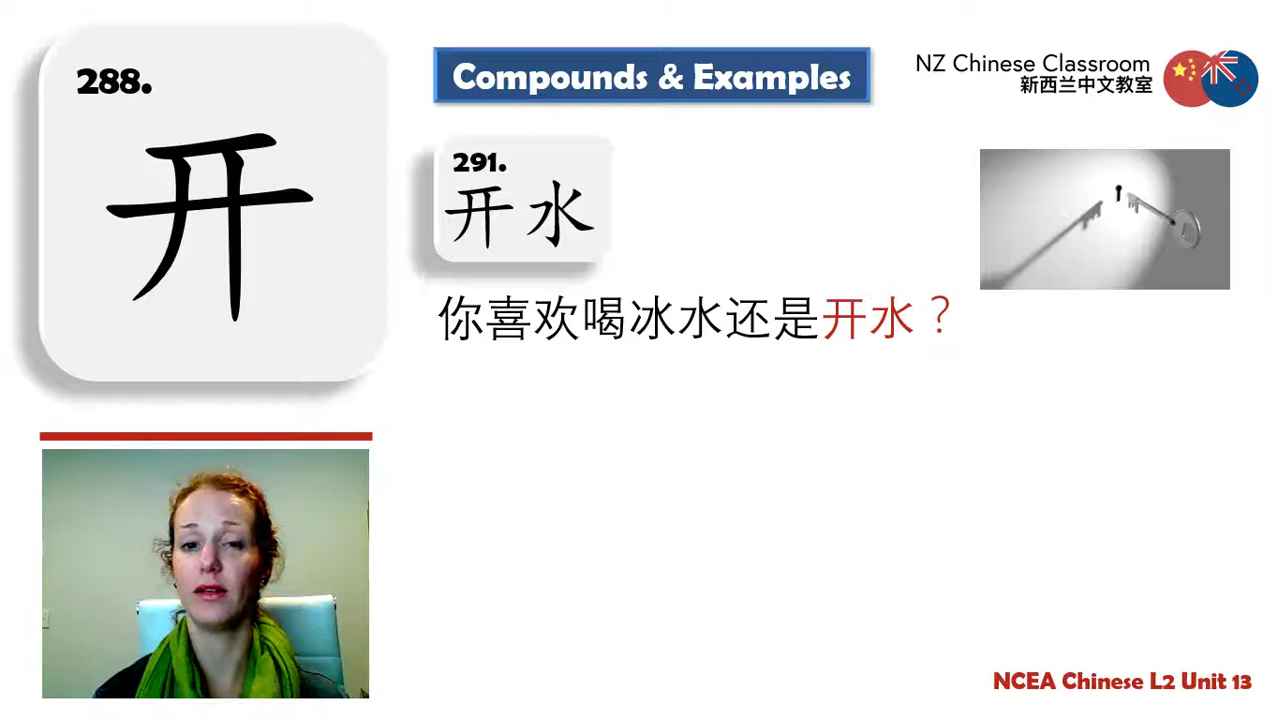 288.
开
Compounds & Examples
NZ Chinese Classroom
新西兰中文教室
291.
开水
你喜欢喝冰水还是开水？
NCEA Chinese L2 Unit 13